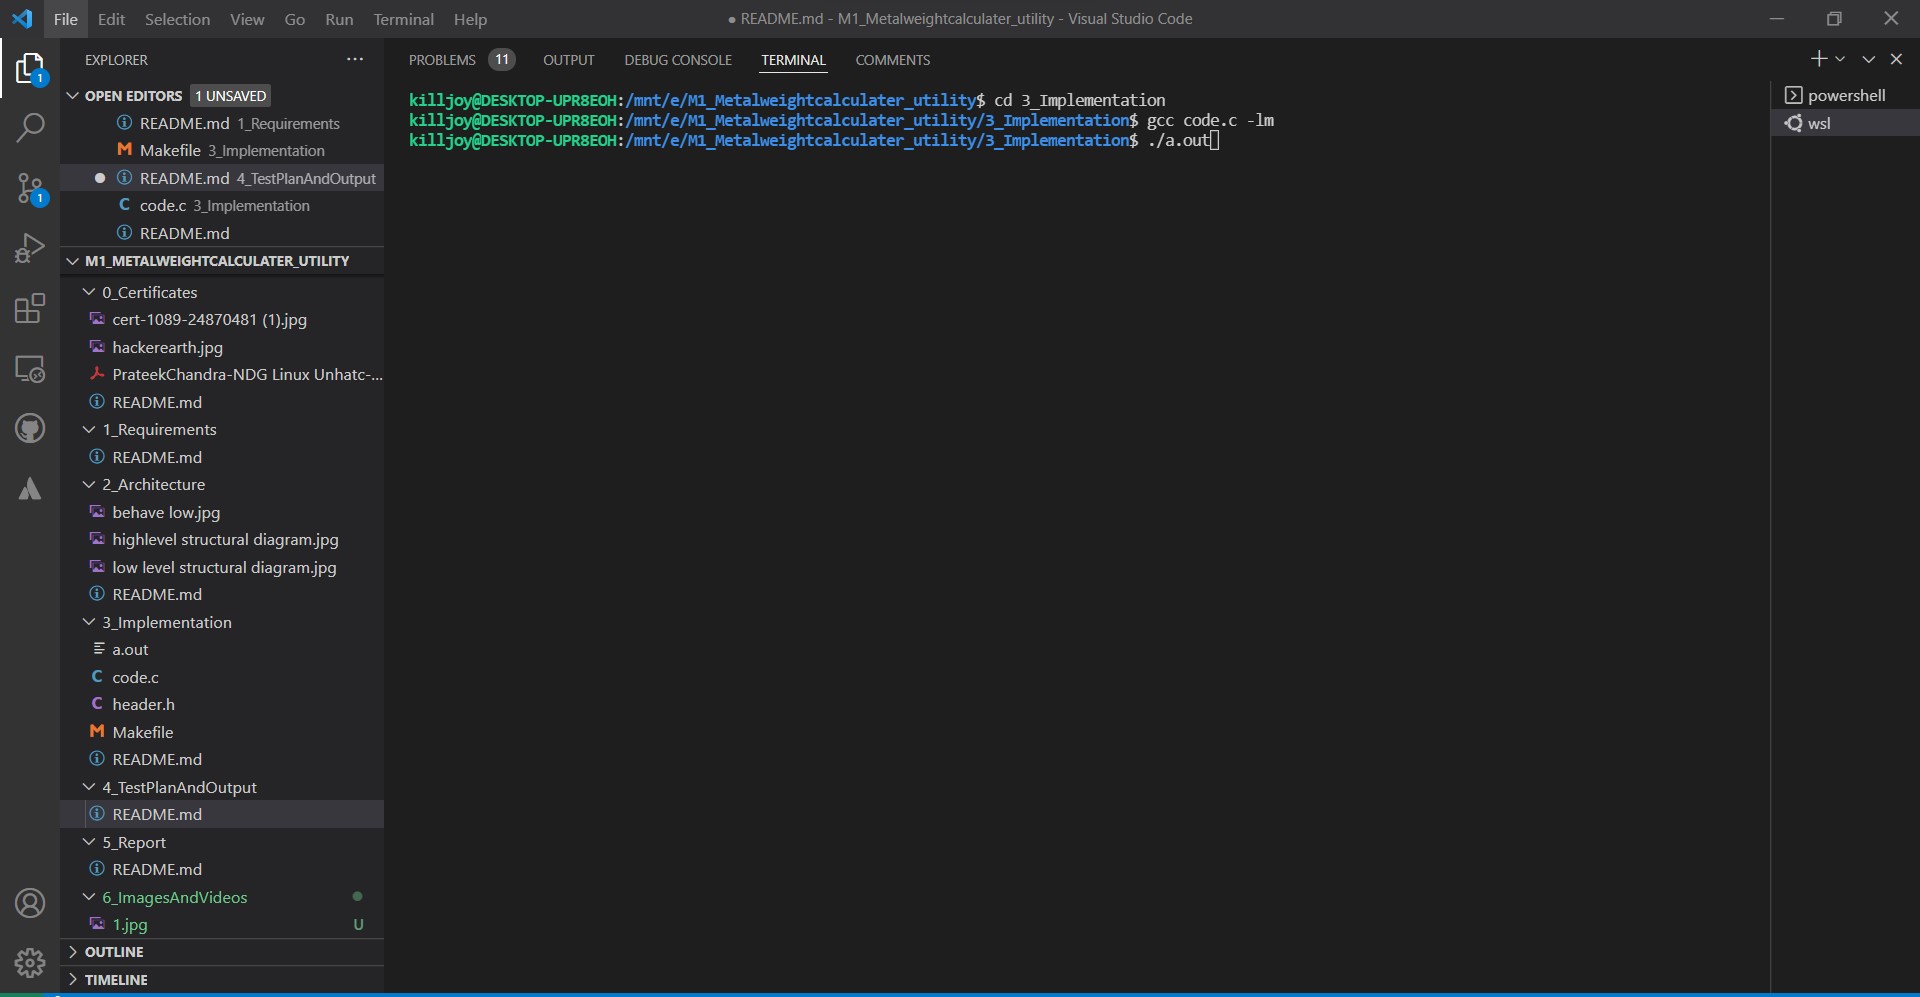 File Edit Selection View Go Run Terminal Help
● README.md - M1_Metalweightcalculater_utility - Visual Studio Code
EXPLORER
OPEN EDITORS 1 UNSAVED
README.md 1_Requirements
M Makefile 3_Implementation
README.md 4_TestPlanAndOutput
C code.c 3_Implementation
README.md
M1_METALWEIGHTCALCULATER_UTILITY
0_Certificates
cert-1089-24870481 (1).jpg
hackerearth.jpg
PrateekChandra-NDG Linux Unhatc-...
README.md
1_Requirements
README.md
2_Architecture
behave low.jpg
highlevel structural diagram.jpg
low level structural diagram.jpg
README.md
3_Implementation
a.out
C code.c
C header.h
M Makefile
README.md
4_TestPlanAndOutput
README.md
5_Report
README.md
6_ImagesAndVideos
1.jpg U
OUTLINE
TIMELINE
1
1
PROBLEMS 11 OUTPUT DEBUG CONSOLE TERMINAL COMMENTS
killjoy@DESKTOP-UPR8EOH:/mnt/e/M1_Metalweightcalculater_utility$ cd 3_Implementation
killjoy@DESKTOP-UPR8EOH:/mnt/e/M1_Metalweightcalculater_utility/3_Implementation$ gcc code.c -lm
killjoy@DESKTOP-UPR8EOH:/mnt/e/M1_Metalweightcalculater_utility/3_Implementation$ ./a.out
powershell
wsl